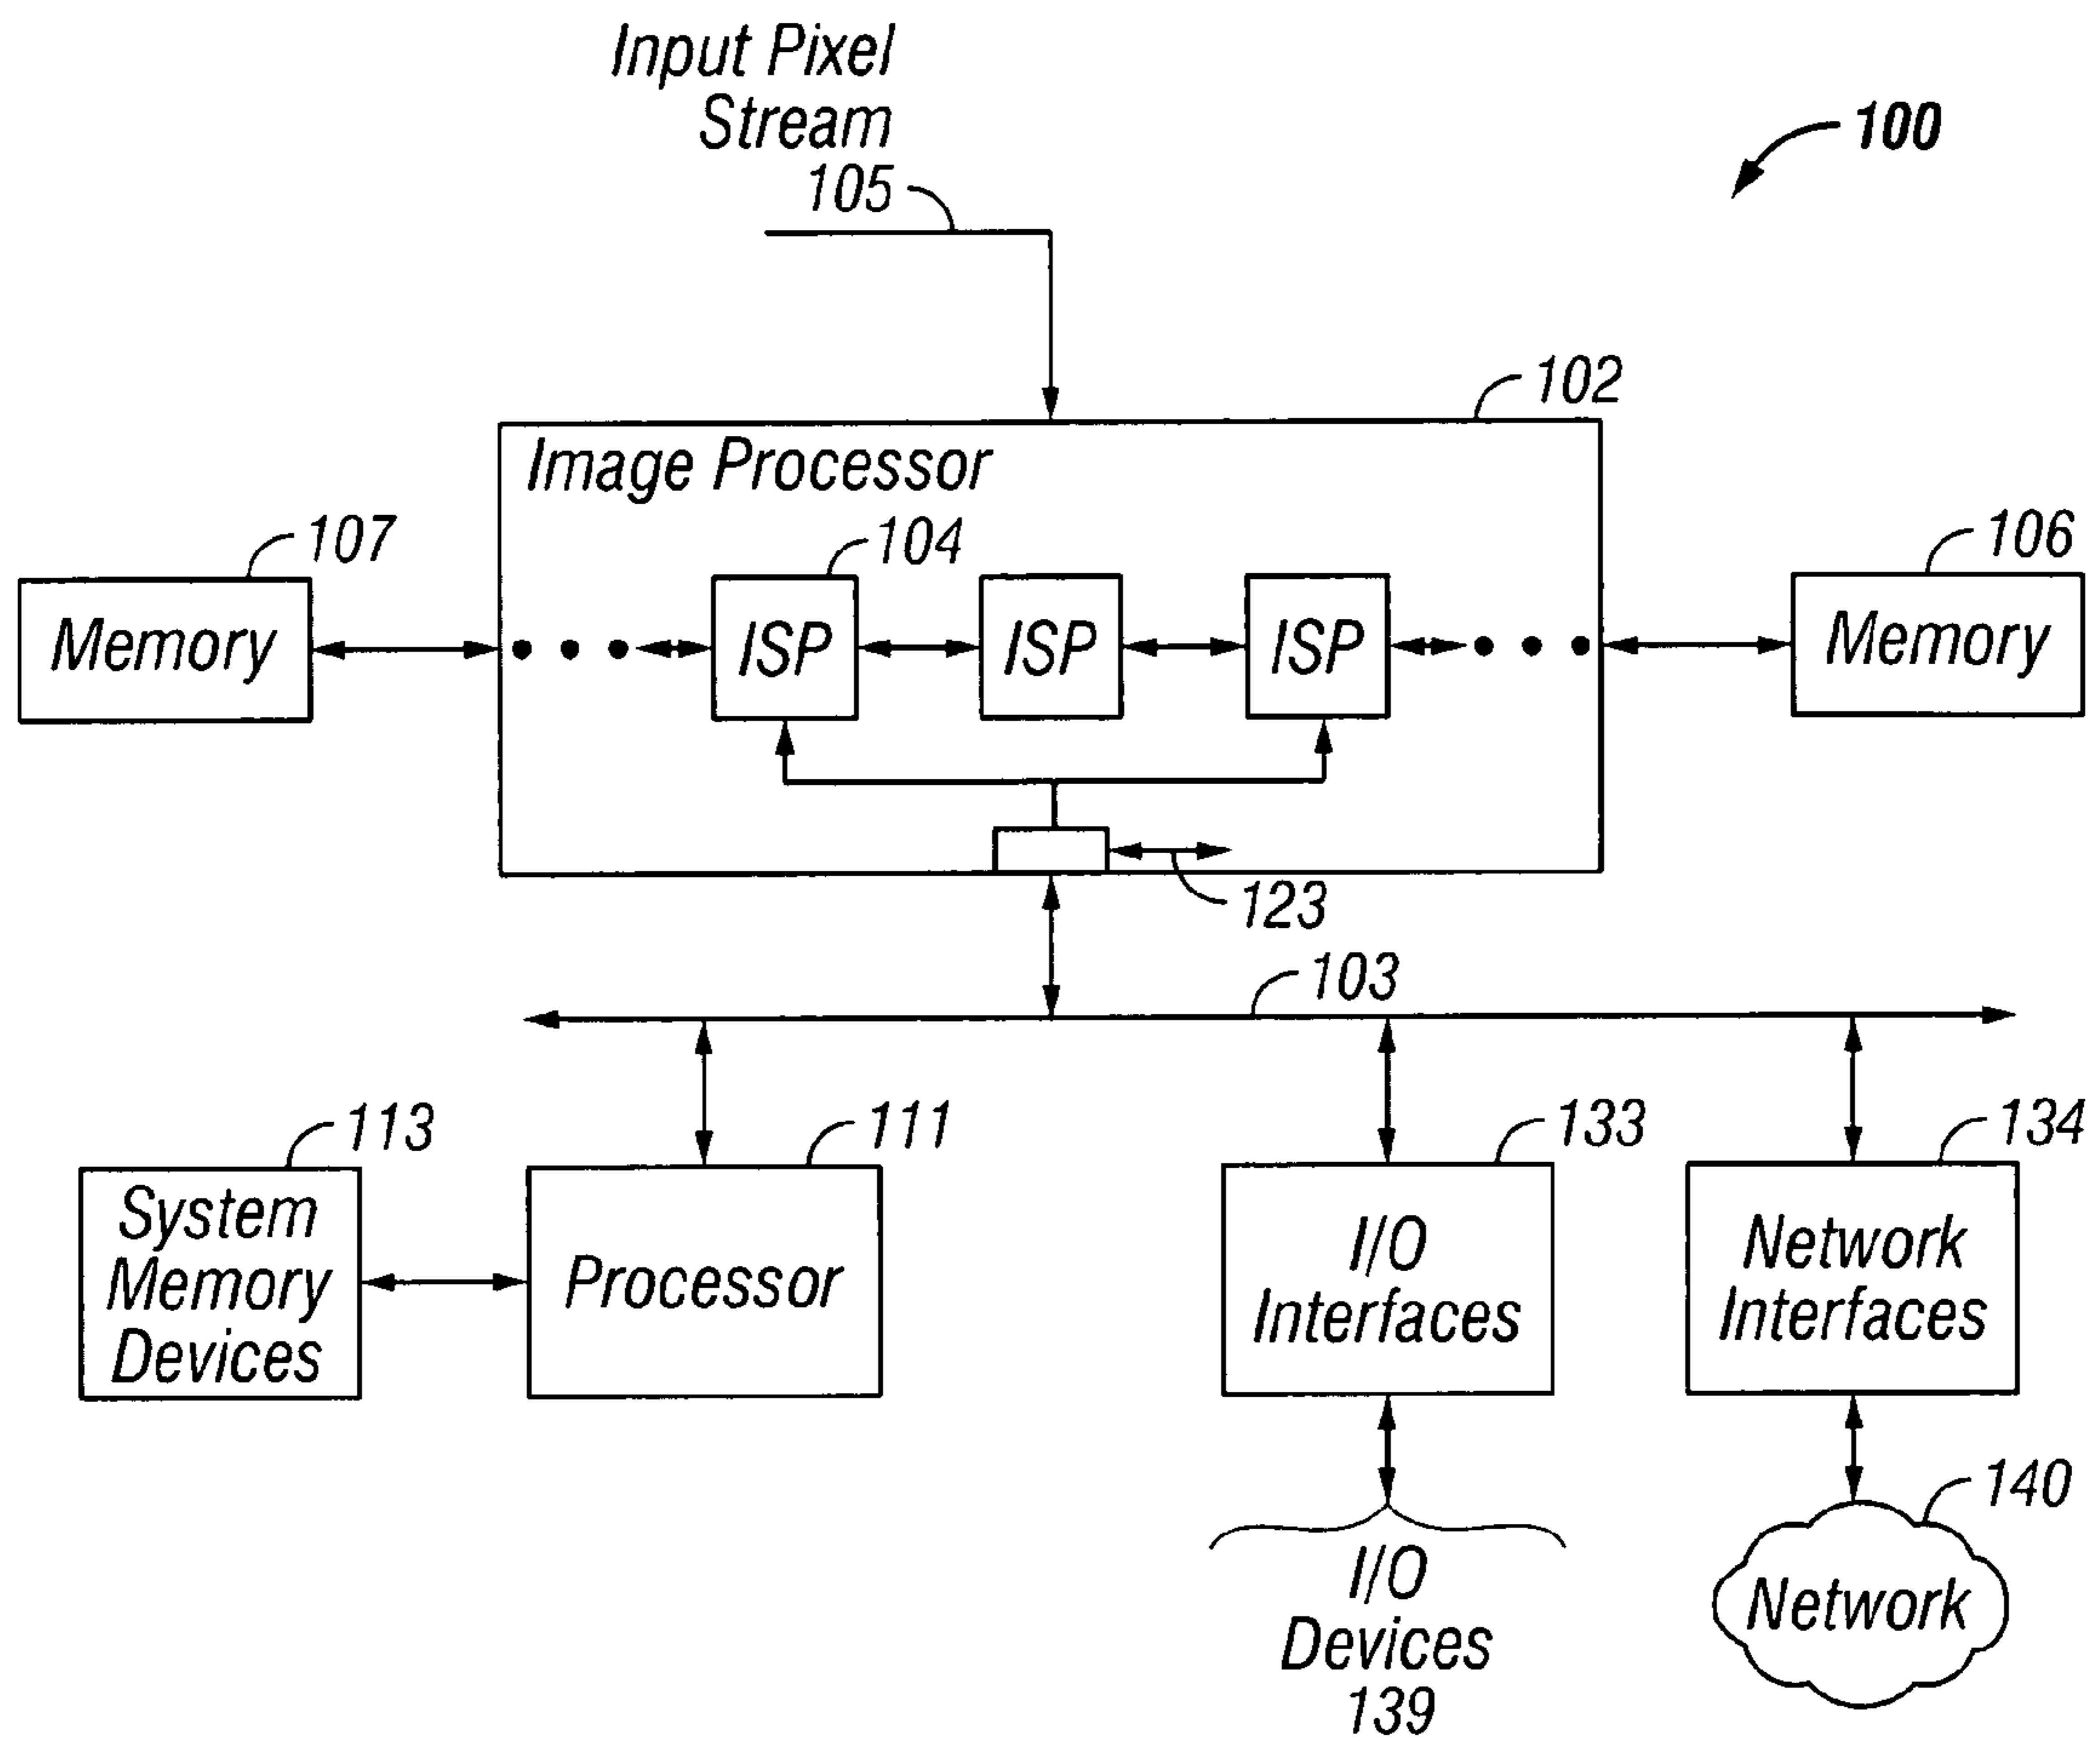 Input Pixel
Stream
105
100
102
Image Processor
107
104
106
Memory
ISP
ISP
ISP
Memory
123
103
113
111
133
134
System
Memory
Devices
Processor
I/O
Interfaces
Network
Interfaces
140
I/O
Devices
139
Network